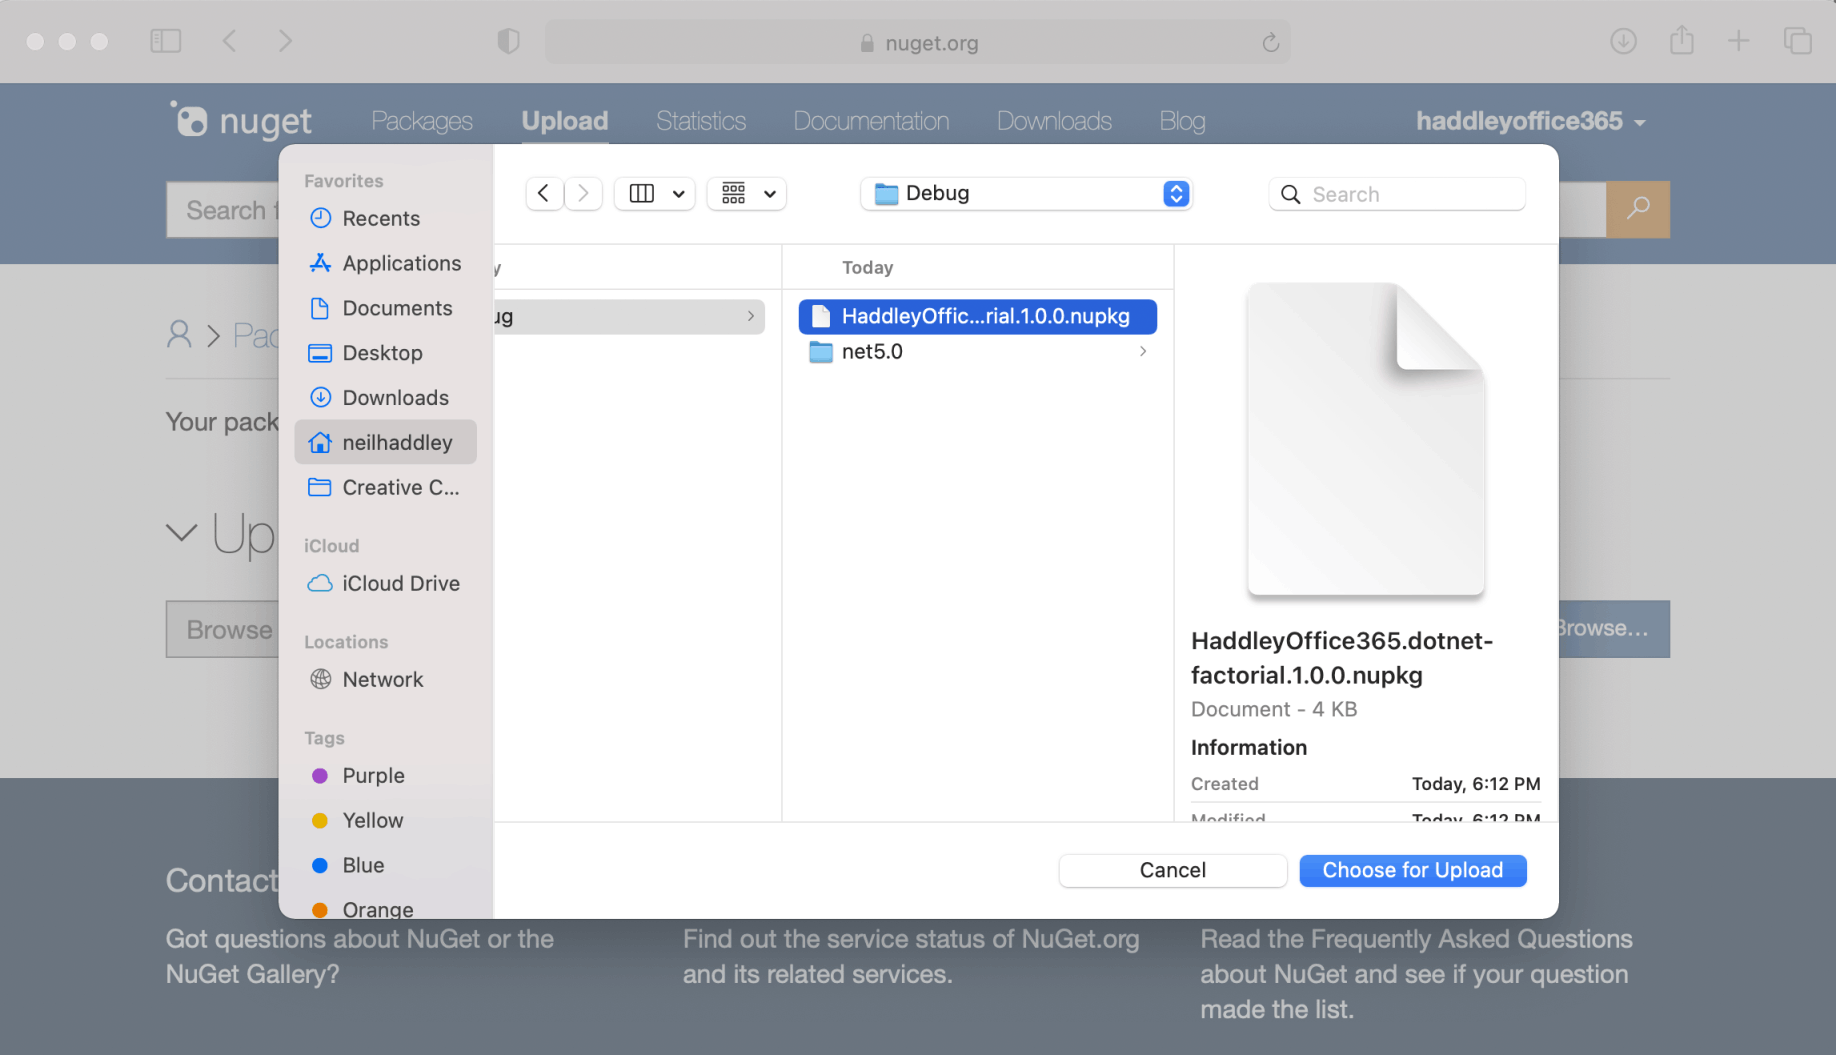 nuget.org
nuget
Packages
Upload
Statistics
Documentation
Downloads
Blog
haddleyoffice365
Search
Favorites
Recents
Applications
Documents
Desktop
Downloads
neilhaddley
Creative C...
iCloud
iCloud Drive
Locations
Network
Tags
Purple
Yellow
Blue
Orange
Debug
Search
Today
HaddleyOffic...rial.1.0.0.nupkg
net5.0
HaddleyOffice365.dotnet-
factorial.1.0.0.nupkg
Document - 4 KB
Information
Created Today, 6:12 PM
Modified Today, 6:12 PM
Cancel
Choose for Upload
Pac
Your pack
Up
Browse
Browse...
Contact
Got questions about NuGet or the
NuGet Gallery?
Find out the service status of NuGet.org
and its related services.
Read the Frequently Asked Questions
about NuGet and see if your question
made the list.